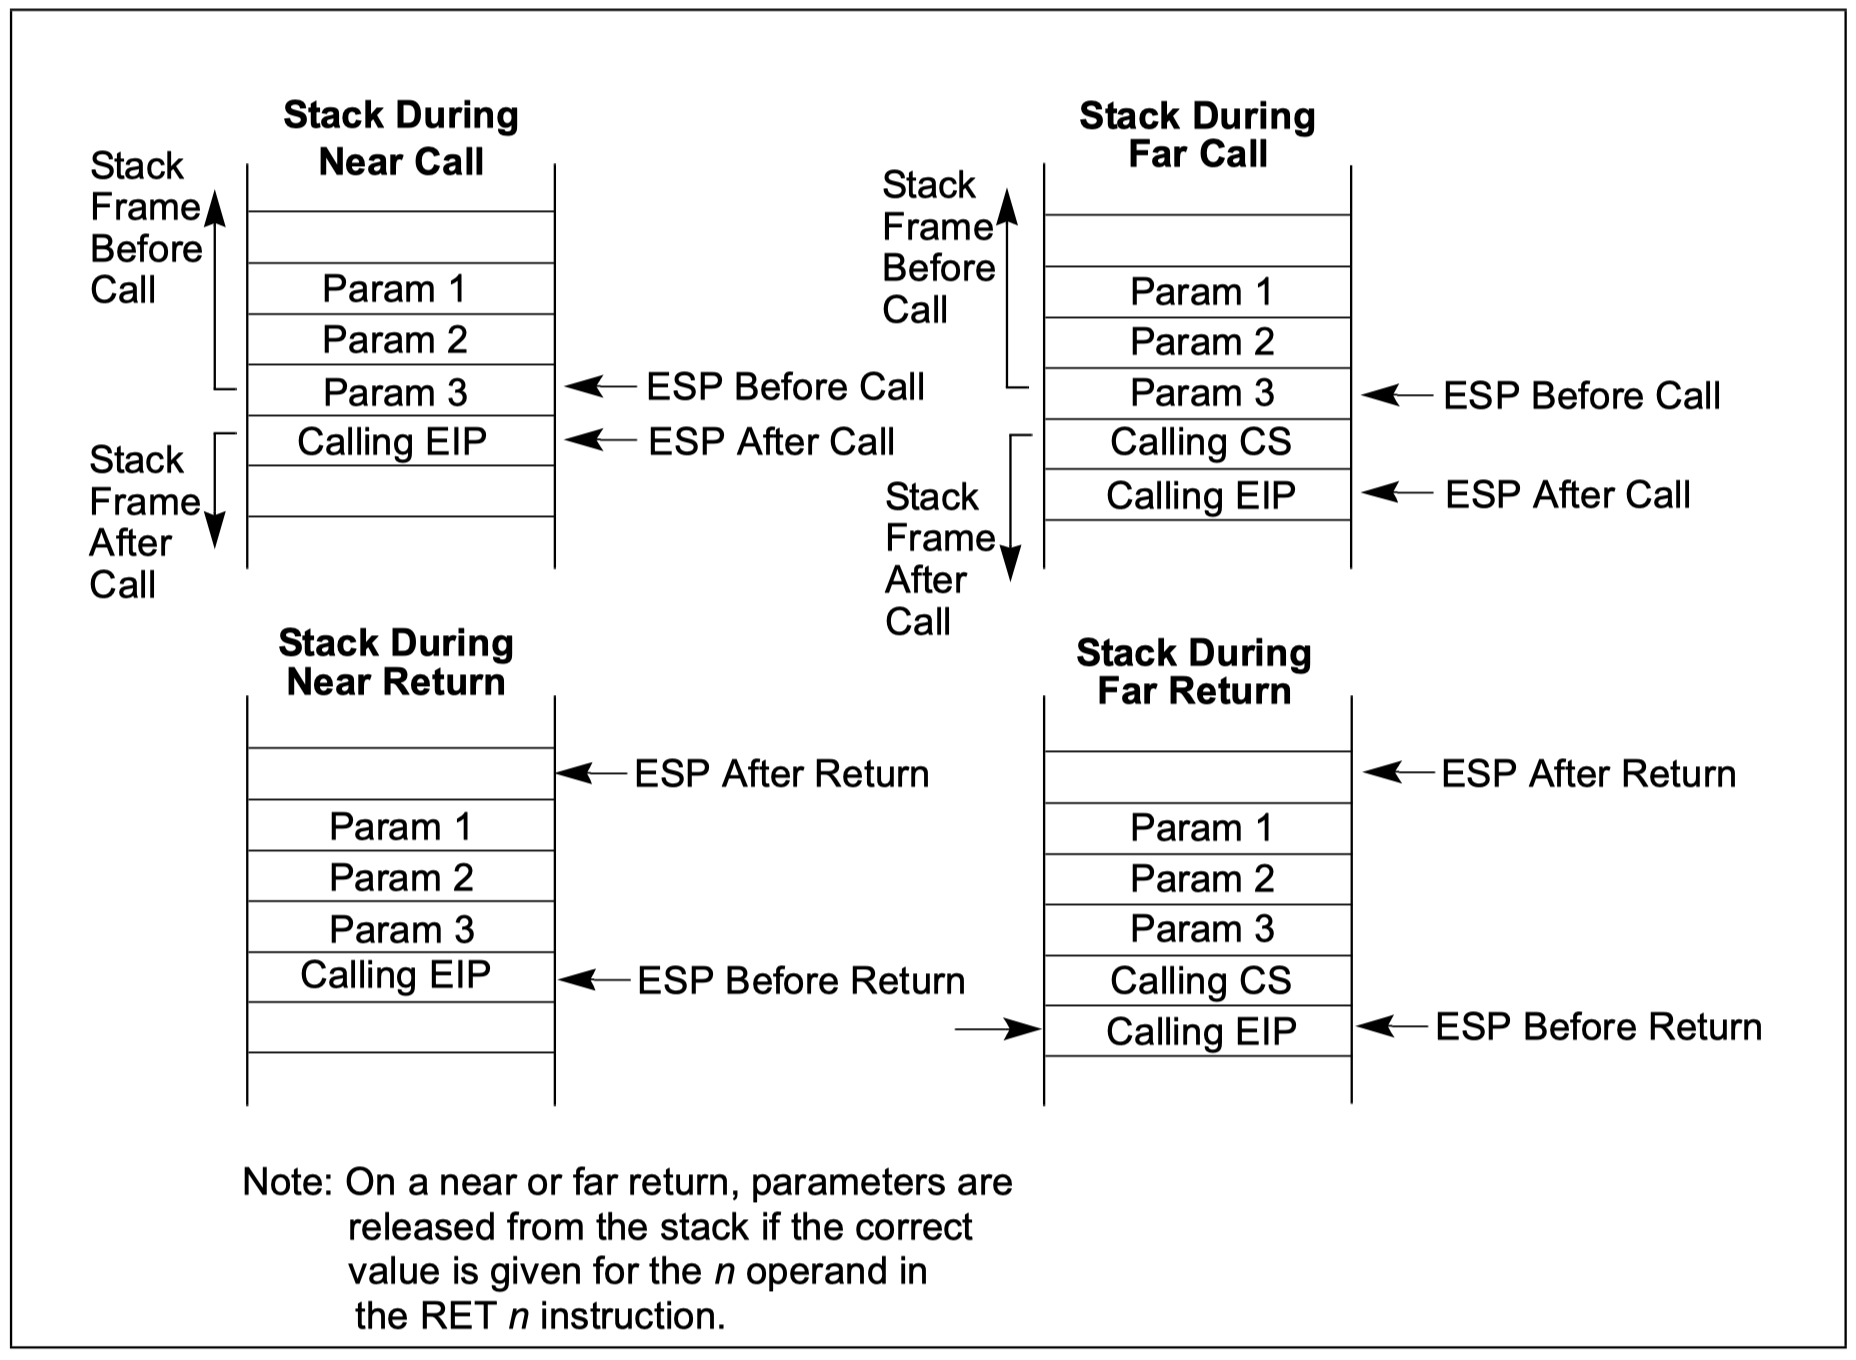 Stack During
Near Call
Stack
Frame
Before
Call
Param 1
Param 2
Param 3
Calling EIP
ESP Before Call
ESP After Call
Stack
Frame
After
Call
Stack During
Far Call
Stack
Frame
Before
Call
Param 1
Param 2
Param 3
Calling CS
Calling EIP
ESP Before Call
ESP After Call
Stack
Frame
After
Call
Stack During
Near Return
ESP After Return
Param 1
Param 2
Param 3
Calling EIP
ESP Before Return
Stack During
Far Return
ESP After Return
Param 1
Param 2
Param 3
Calling CS
Calling EIP
ESP Before Return
Note: On a near or far return, parameters are
released from the stack if the correct
value is given for the n operand in
the RET n instruction.